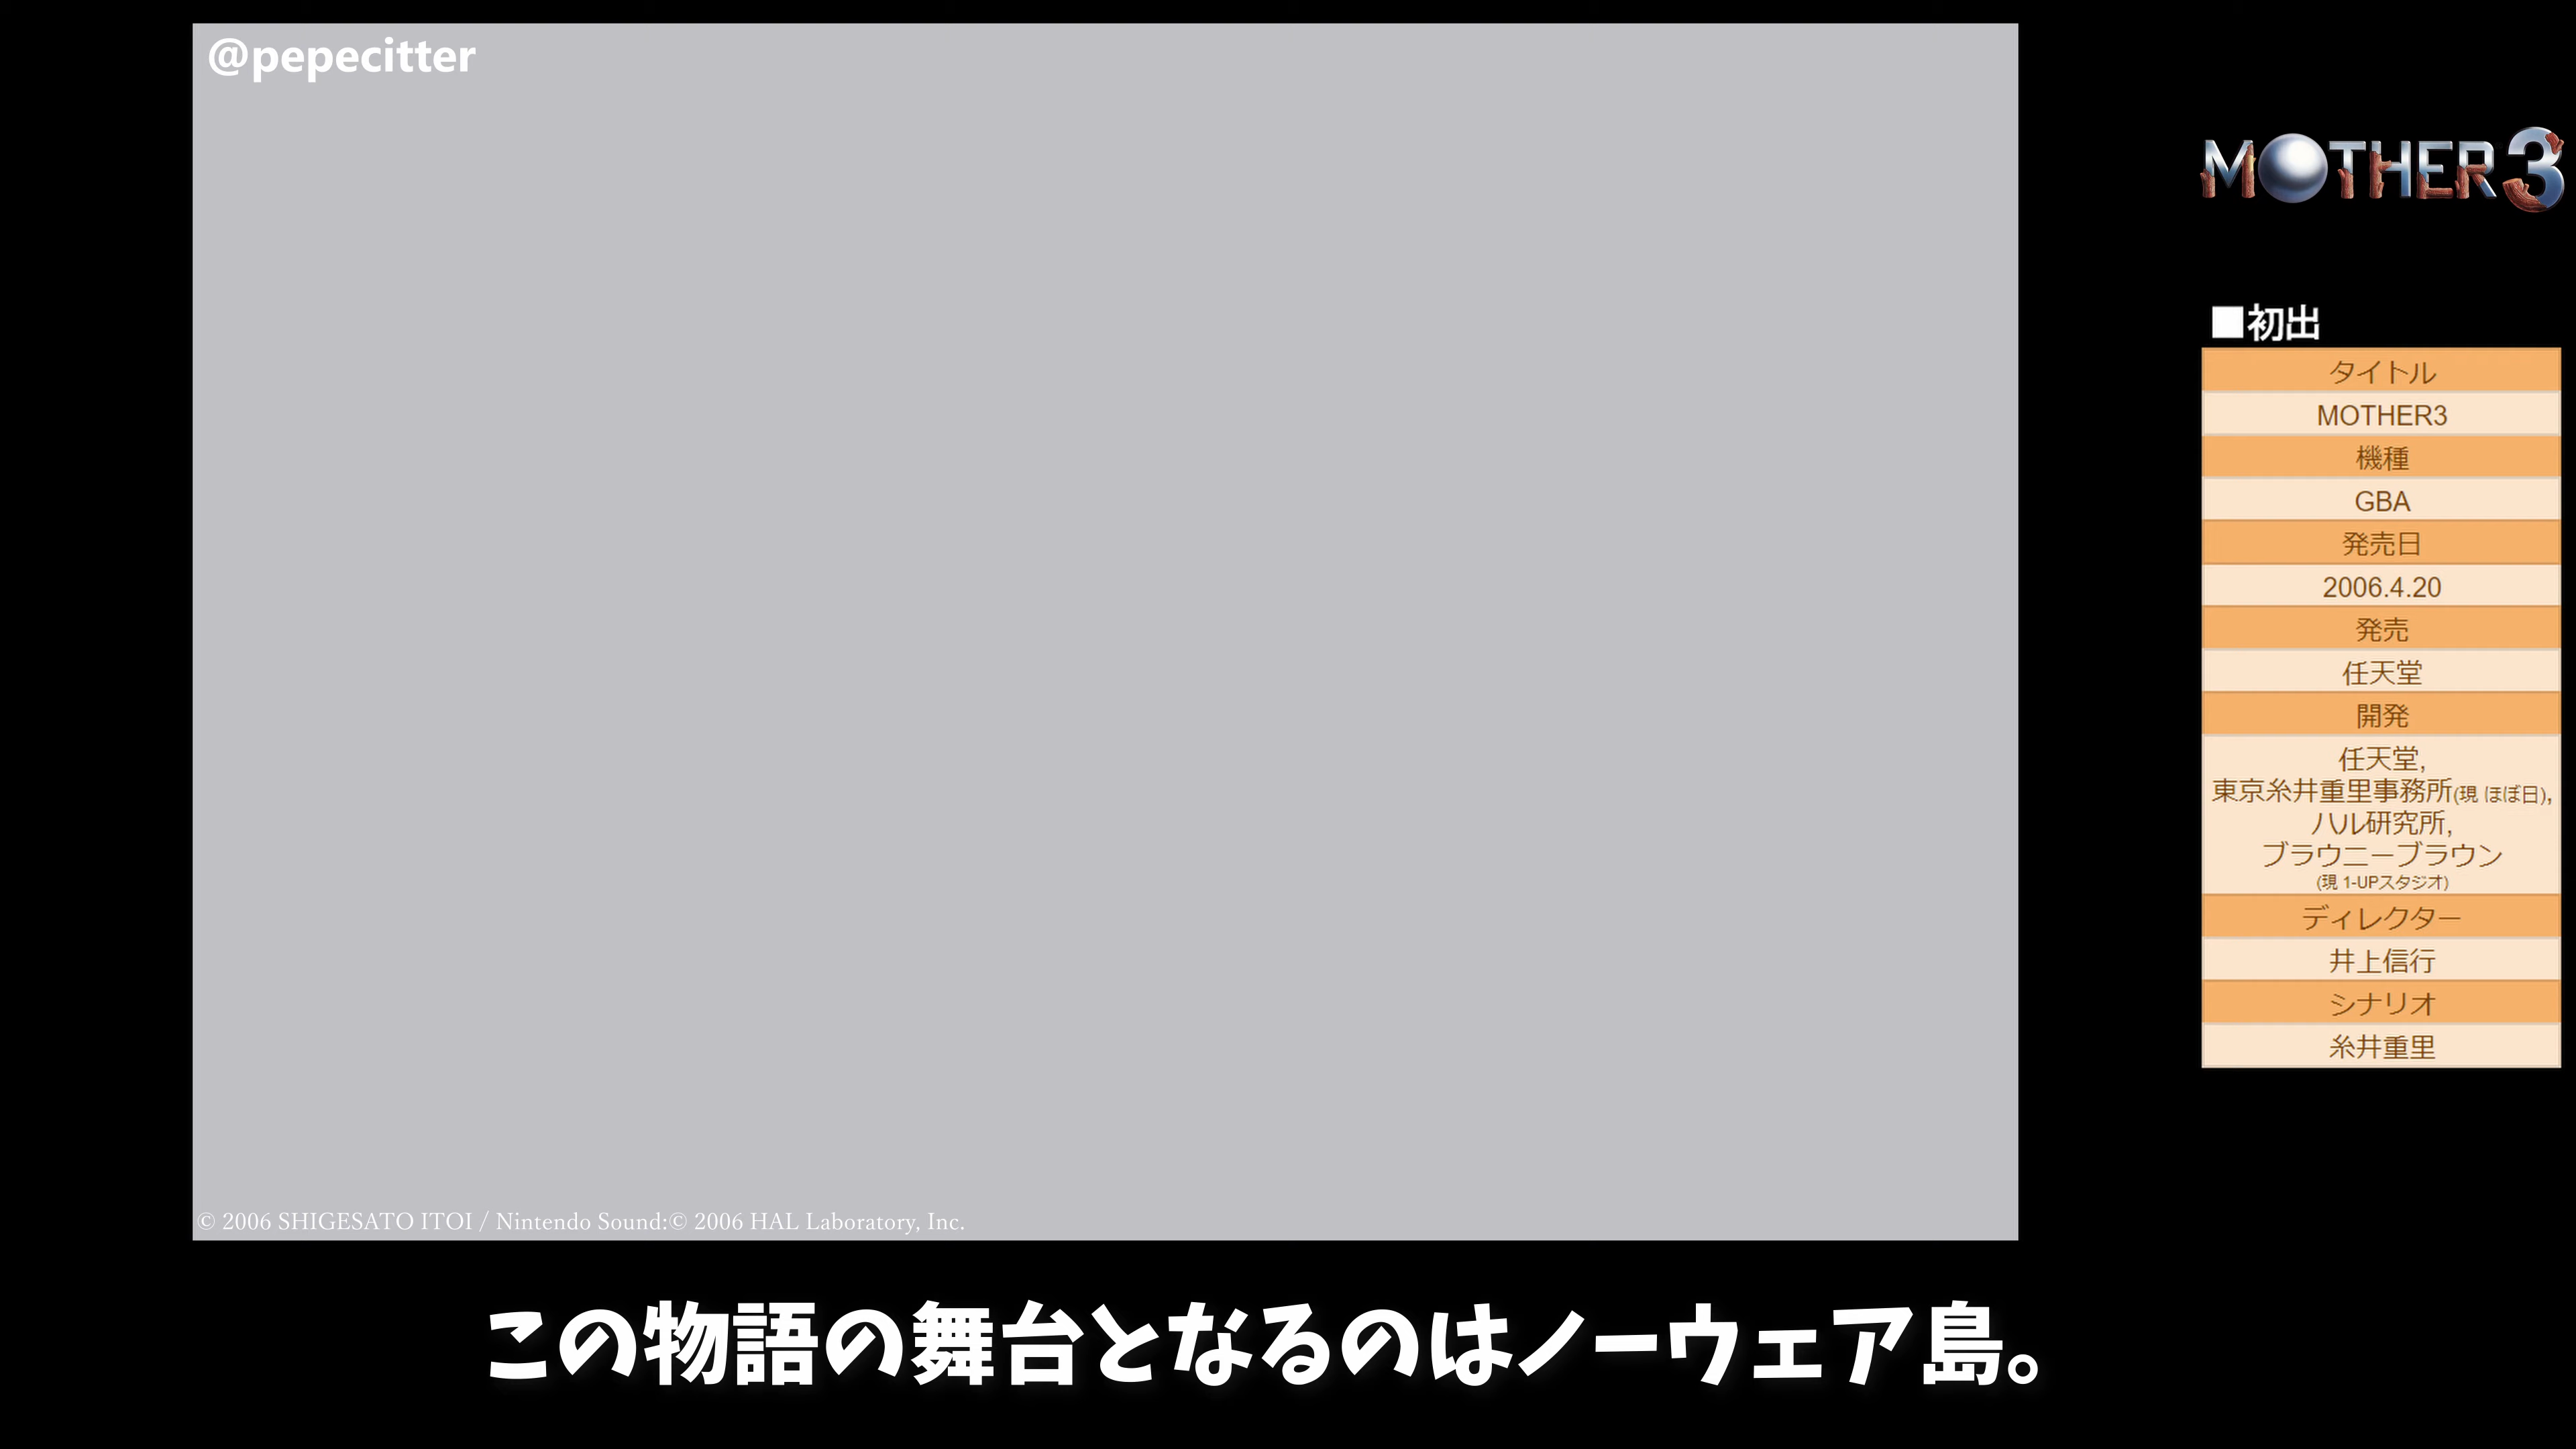 @pepecitter
MOTHER3
■初出
タイトル
MOTHER3
機種
GBA
発売日
2006.4.20
発売
任天堂
開発
任天堂,
東京糸井重里事務所(現 ほぼ日),
ハル研究所,
ブラウニーブラウン
(現 1-UPスタジオ)
ディレクター
井上信行
シナリオ
糸井重里
© 2006 SHIGESATO ITOI / Nintendo Sound:© 2006 HAL Laboratory, Inc.
この物語の舞台となるのはノーウェア島。